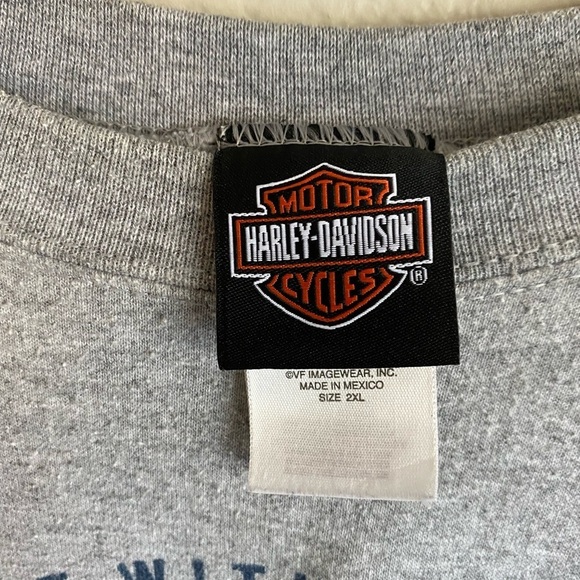 MOTOR
HARLEY-DAVIDSON
CYCLES
®
©VF IMAGEWEAR, INC.
MADE IN MEXICO
SIZE 2XL